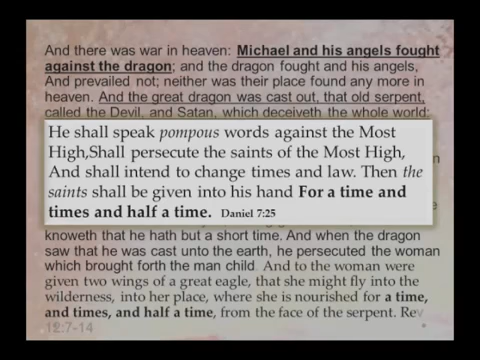 And there was war in heaven: Michael and his angels fought
against the dragon; and the dragon fought and his angels,
And prevailed not; neither was their place found any more in
heaven. And the great dragon was cast out, that old serpent,
called the Devil, and Satan, which deceiveth the whole world:
He shall speak pompous words against the Most
High,Shall persecute the saints of the Most High,
And shall intend to change times and law. Then the
saints shall be given into his hand For a time and
times and half a time. Daniel 7:25
knoweth that he hath but a short time. And when the dragon
saw that he was cast unto the earth, he persecuted the woman
which brought forth the man child. And to the woman were
given two wings of a great eagle, that she might fly into the
wilderness, into her place, where she is nourished for a time,
and times, and half a time, from the face of the serpent. Rev
12:7-14